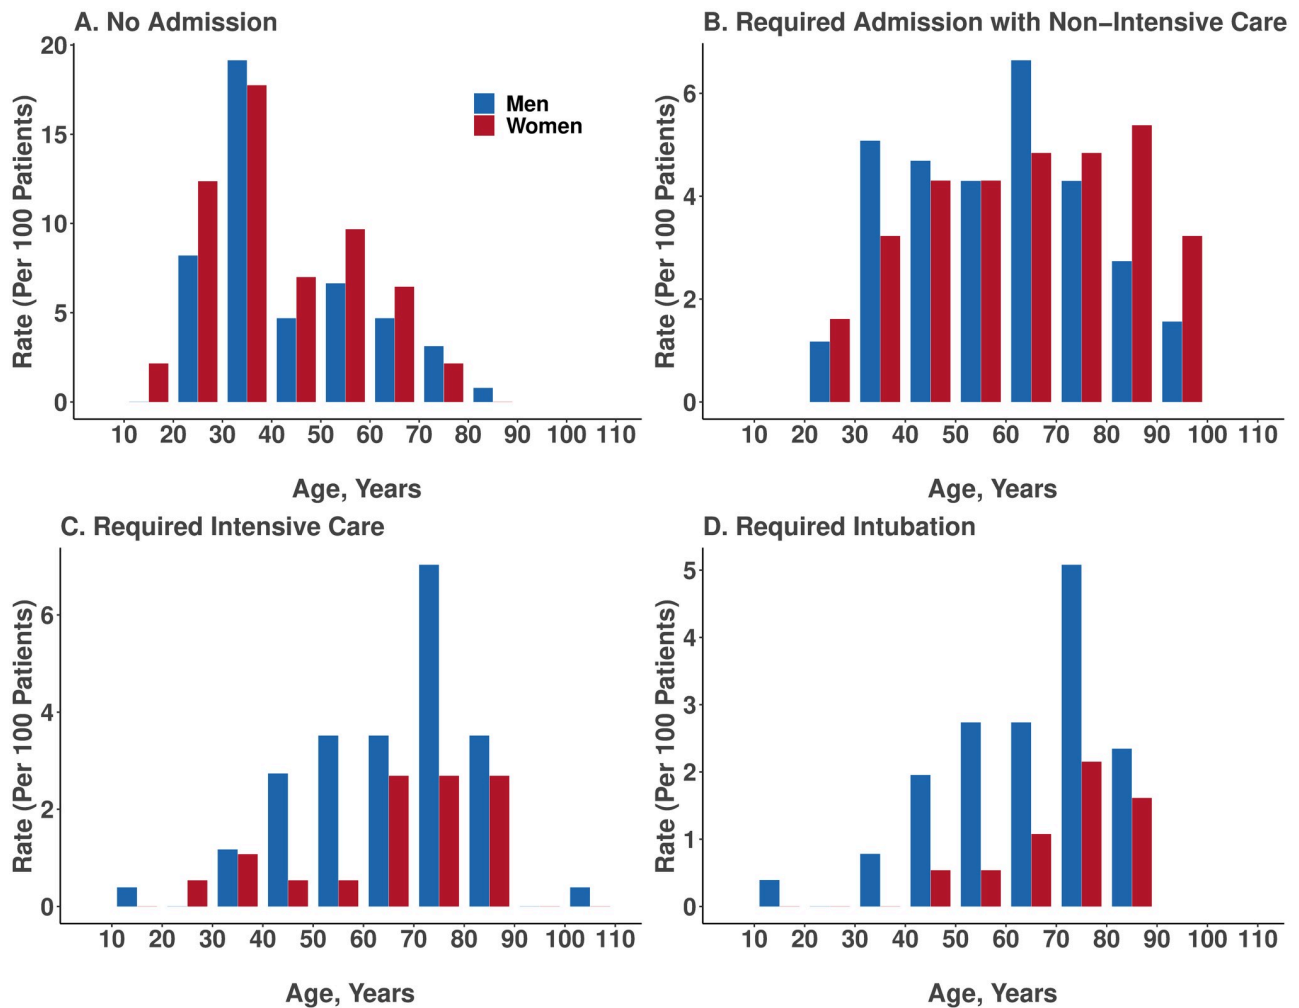 A. No Admission
Rate (Per 100 Patients)
20
15
10
5
0
Men
Women
10 20 30 40 50 60 70 80 90 100 110
Age, Years
B. Required Admission with Non−Intensive Care
Rate (Per 100 Patients)
6
4
2
0
10 20 30 40 50 60 70 80 90 100 110
Age, Years
C. Required Intensive Care
Rate (Per 100 Patients)
6
4
2
0
10 20 30 40 50 60 70 80 90 100 110
Age, Years
D. Required Intubation
Rate (Per 100 Patients)
5
4
3
2
1
0
10 20 30 40 50 60 70 80 90 100 110
Age, Years